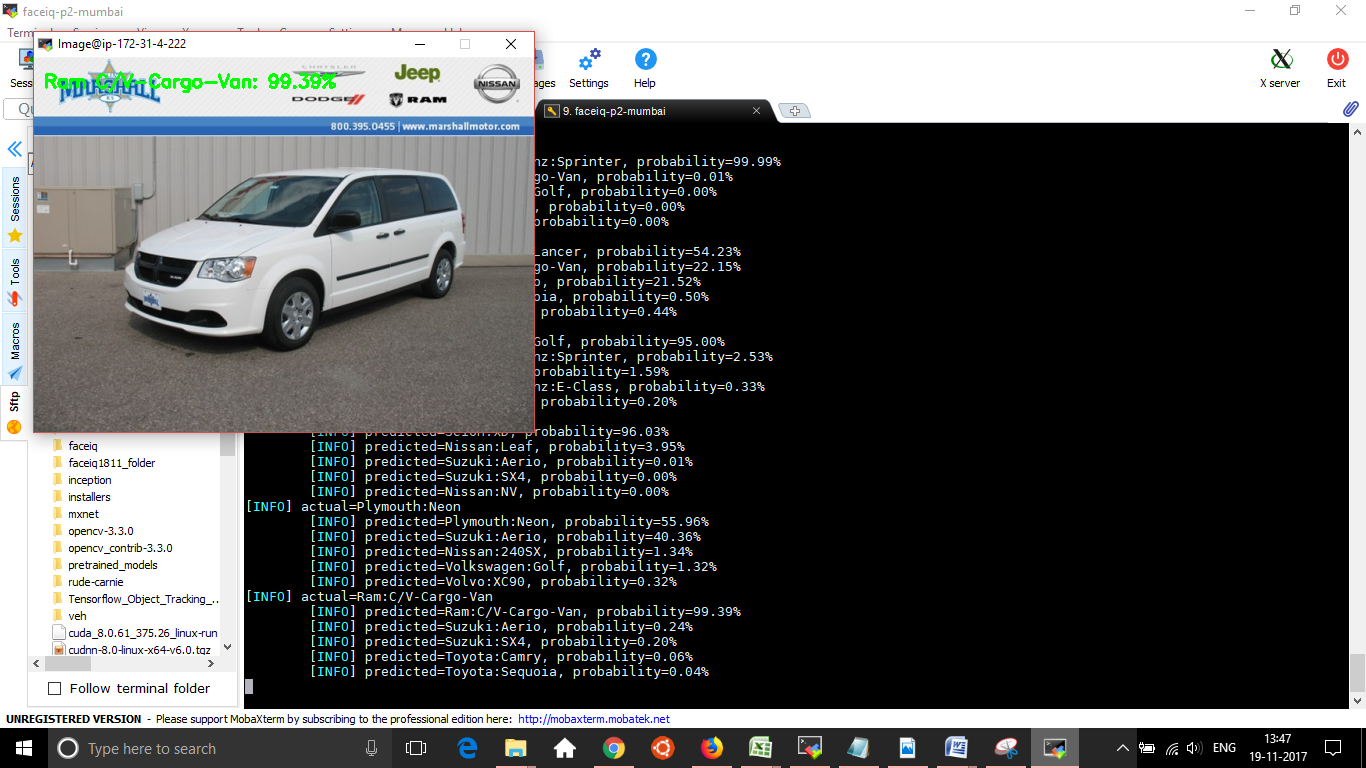 faceiq-p2-mumbai
Image@ip-172-31-4-222
Settings
Help
X server
Exit
Ram:C/V-Cargo-Van: 99.39%
MARSHALL
CHRYSLER
Jeep
DODGE
RAM
NISSAN
800.395.0455 | www.marshallmotor.com
9. faceiq-p2-mumbai
Sessions
Tools
Macros
Sftp
nz:Sprinter, probability=99.99%
go-Van, probability=0.01%
Golf, probability=0.00%
, probability=0.00%
probability=0.00%
Lancer, probability=54.23%
go-Van, probability=22.15%
o, probability=21.52%
bia, probability=0.50%
probability=0.44%
Golf, probability=95.00%
nz:Sprinter, probability=2.53%
probability=1.59%
nz:E-Class, probability=0.33%
probability=0.20%
[INFO] predicted=Scion:xD, probability=96.03%
[INFO] predicted=Nissan:Leaf, probability=3.95%
[INFO] predicted=Suzuki:Aerio, probability=0.01%
[INFO] predicted=Suzuki:SX4, probability=0.00%
[INFO] predicted=Nissan:NV, probability=0.00%
[INFO] actual=Plymouth:Neon
[INFO] predicted=Plymouth:Neon, probability=55.96%
[INFO] predicted=Suzuki:Aerio, probability=40.36%
[INFO] predicted=Nissan:240SX, probability=1.34%
[INFO] predicted=Volkswagen:Golf, probability=1.32%
[INFO] predicted=Volvo:XC90, probability=0.32%
[INFO] actual=Ram:C/V-Cargo-Van
[INFO] predicted=Ram:C/V-Cargo-Van, probability=99.39%
[INFO] predicted=Suzuki:Aerio, probability=0.24%
[INFO] predicted=Suzuki:SX4, probability=0.20%
[INFO] predicted=Toyota:Camry, probability=0.06%
[INFO] predicted=Toyota:Sequoia, probability=0.04%
faceiq
faceiq1811_folder
inception
installers
mxnet
opencv-3.3.0
opencv_contrib-3.3.0
pretrained_models
rude-carnie
Tensorflow_Object_Tracking_...
veh
cuda_8.0.61_375.26_linux-run
cudnn-8.0-linux-x64-v6.0.tgz
Follow terminal folder
UNREGISTERED VERSION - Please support MobaXterm by subscribing to the professional edition here: http://mobaxterm.mobatek.net
Type here to search
ENG
13:47
19-11-2017